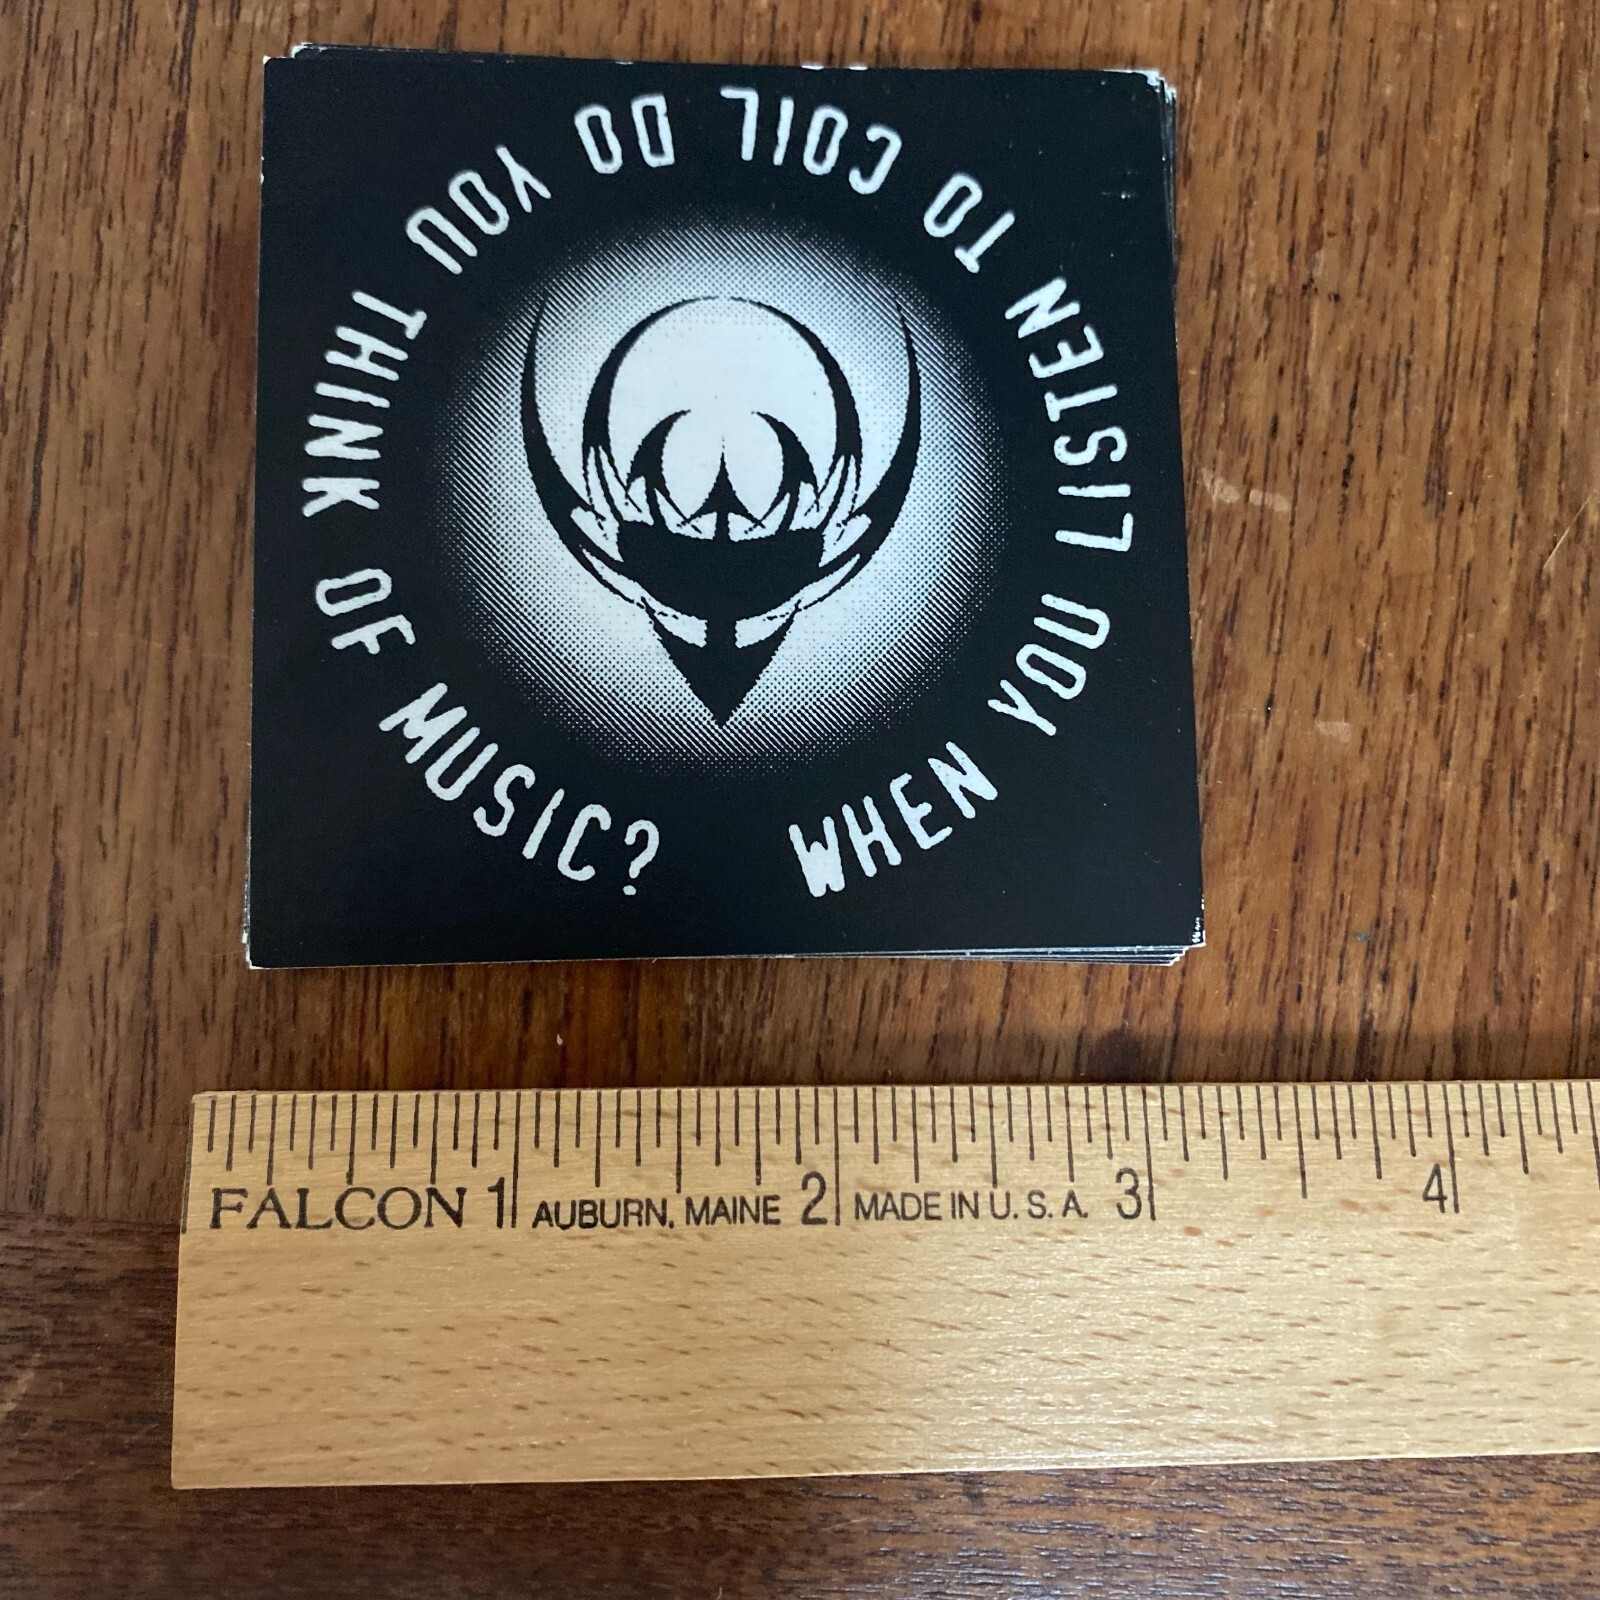 WHEN YOU LISTEN TO COIL DO YOU THINK OF MUSIC?
FALCON 1 AUBURN, MAINE 2 MADE IN U.S.A. 3 4